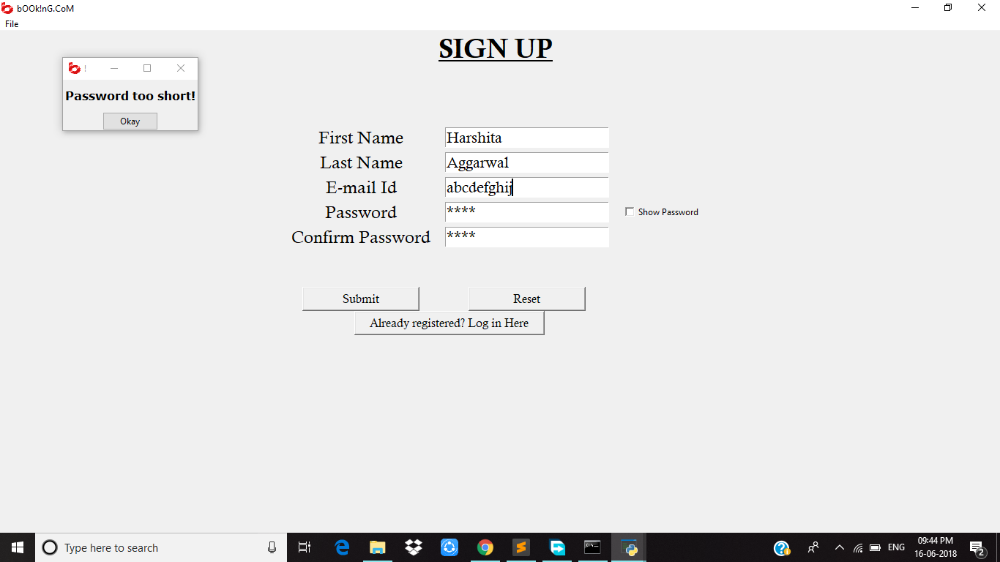 bOOk!nG.CoM
File
SIGN UP
!
Password too short!
Okay
First Name Harshita
Last Name Aggarwal
E-mail Id abcdefghij
Password **** Show Password
Confirm Password ****
Submit Reset
Already registered? Log in Here
Type here to search
ENG
09:44 PM
16-06-2018
2